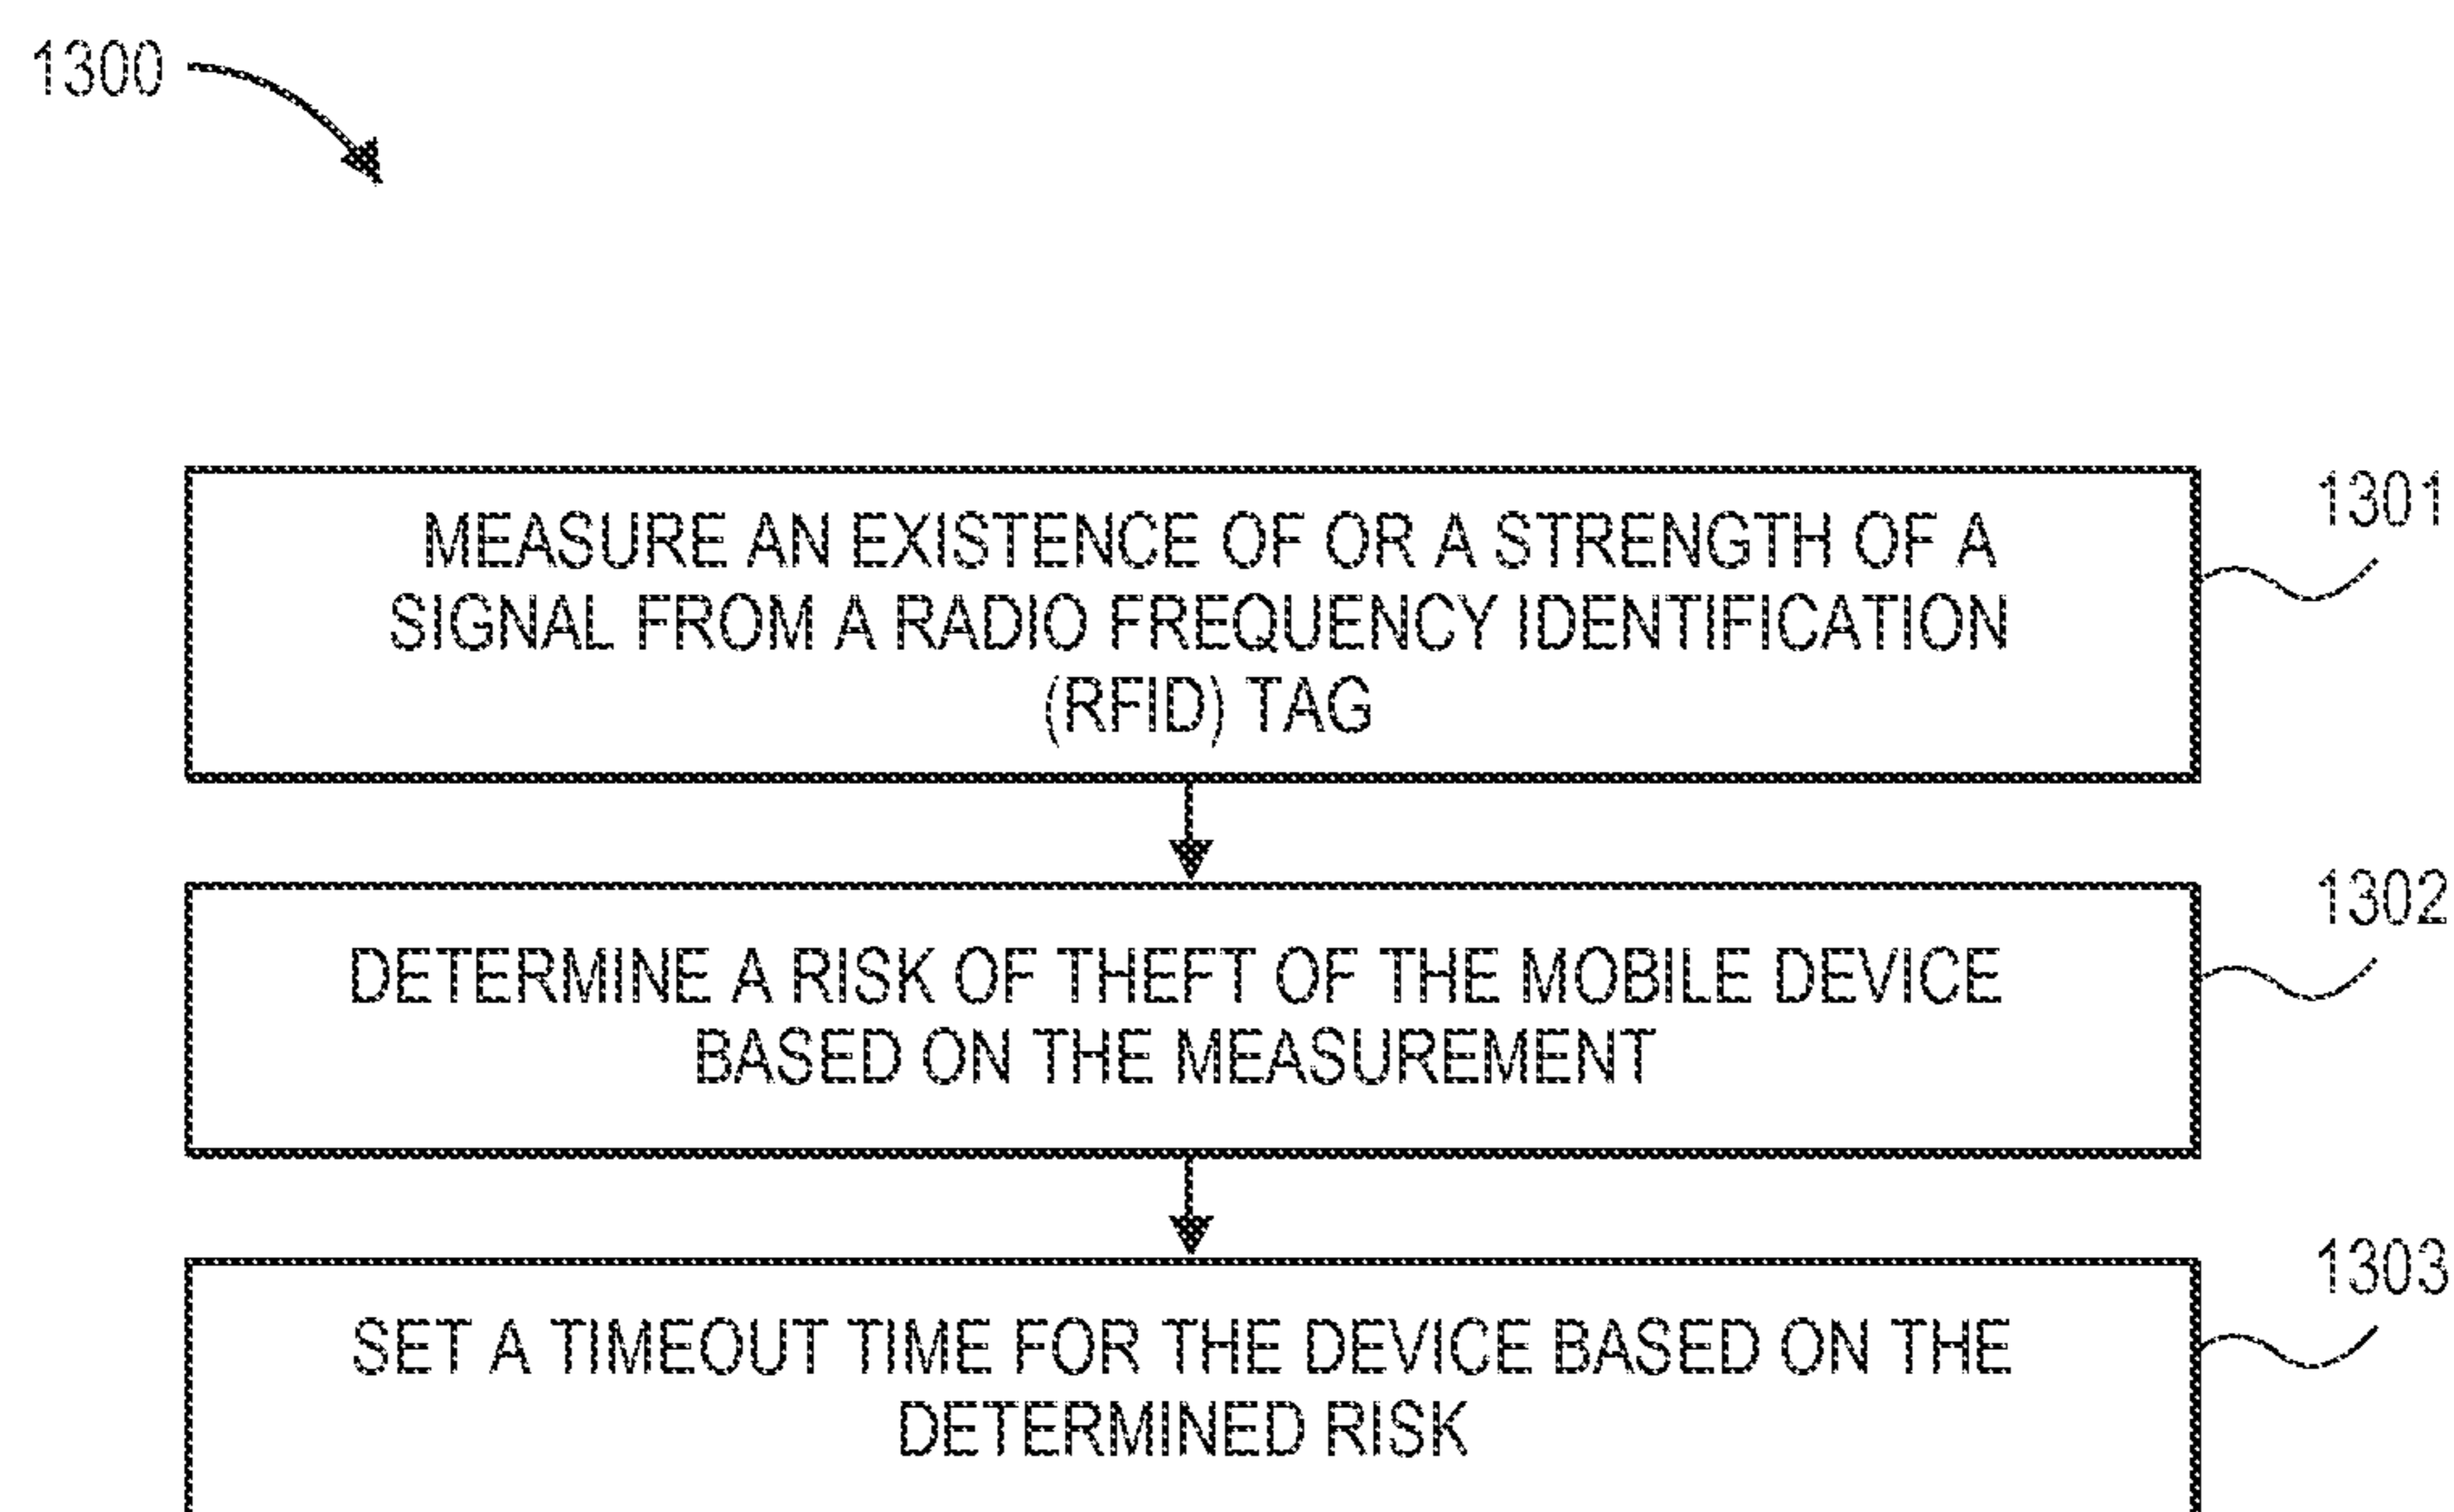 1300
1301
MEASURE AN EXISTENCE OF OR A STRENGTH OF A
SIGNAL FROM A RADIO FREQUENCY IDENTIFICATION
(RFID) TAG
1302
DETERMINE A RISK OF THEFT OF THE MOBILE DEVICE
BASED ON THE MEASUREMENT
1303
SET A TIMEOUT TIME FOR THE DEVICE BASED ON THE
DETERMINED RISK